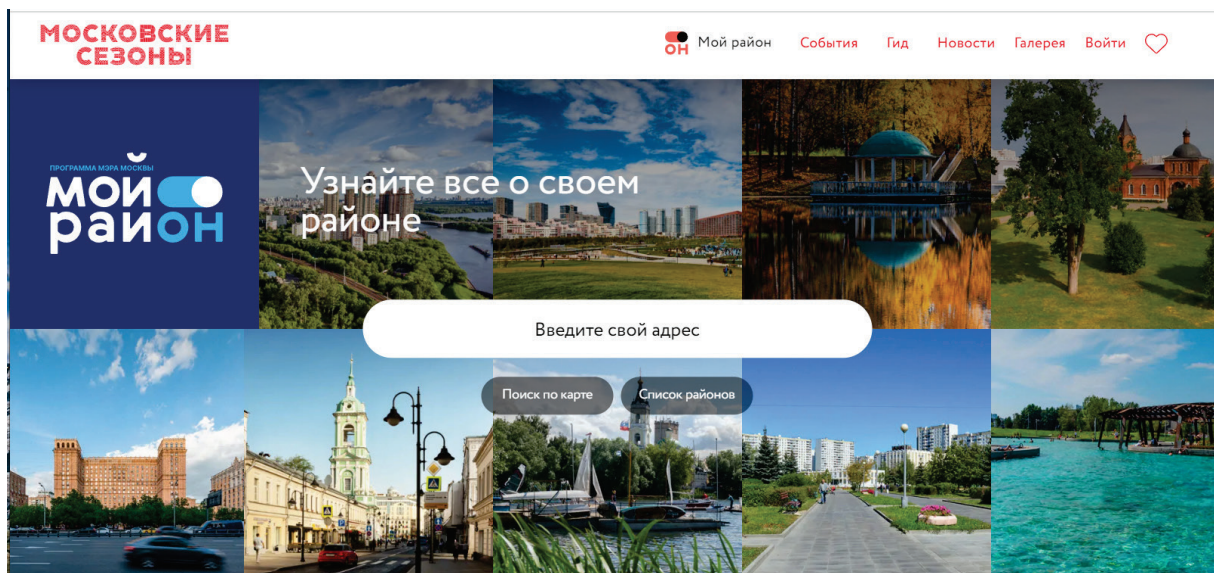 МОСКОВСКИЕ
СЕЗОНЫ
ОН Мой район События Гид Новости Галерея Войти
ПРОГРАММА МЭРА МОСКВЫ
МОЙ
РАЙОН
Узнайте все о своем
районе
Введите свой адрес
Поиск по карте Список районов